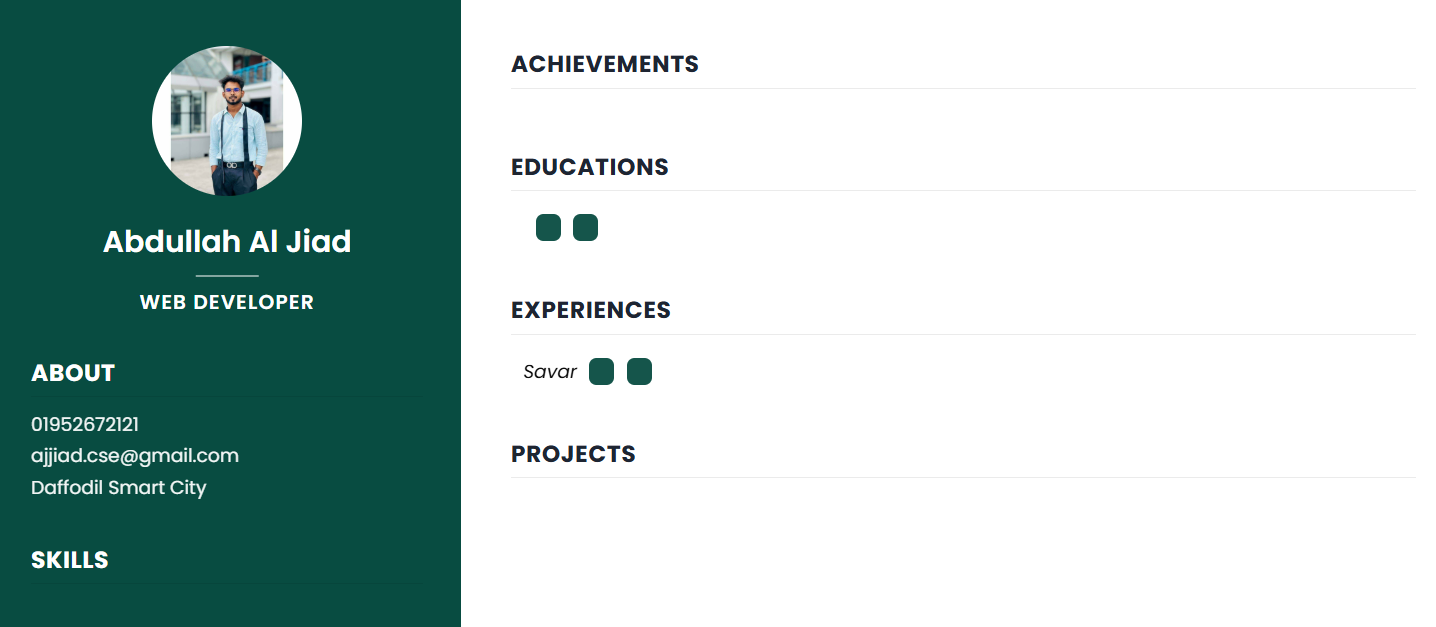 Abdullah Al Jiad
WEB DEVELOPER
ABOUT
01952672121
ajjiad.cse@gmail.com
Daffodil Smart City
SKILLS
ACHIEVEMENTS
EDUCATIONS
EXPERIENCES
Savar
PROJECTS